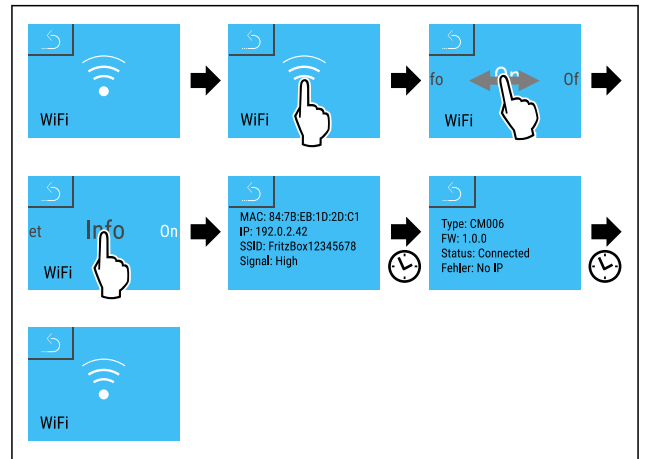 WiFi
WiFi
fo On Of
WiFi
et Info On
WiFi
MAC: 84:7B:EB:1D:2D:C1
IP: 192.0.2.42
SSID: FritzBox12345678
Signal: High
Type: CM006
FW: 1.0.0
Status: Connected
Fehler: No IP
WiFi